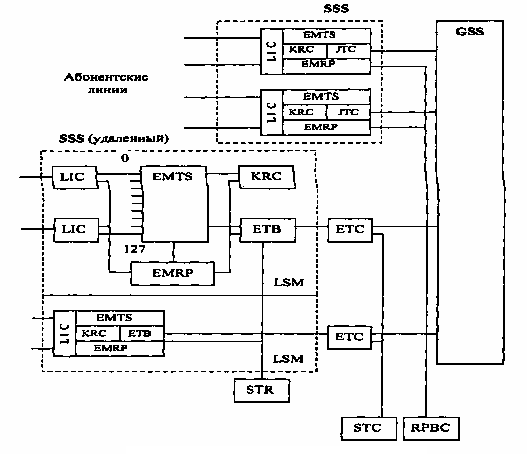 SSS
GSS
LIC
EMTS
KRC JTC
EMRP
Абонентские
линии
LIC
EMTS
KRC JTC
EMRP
SSS (удаленный)
0
LIC
EMTS
KRC
LIC
ETB
ETC
127
EMRP
LSM
LIC
EMTS
KRC ETB
EMRP
ETC
LSM
STR
STC
RPBC